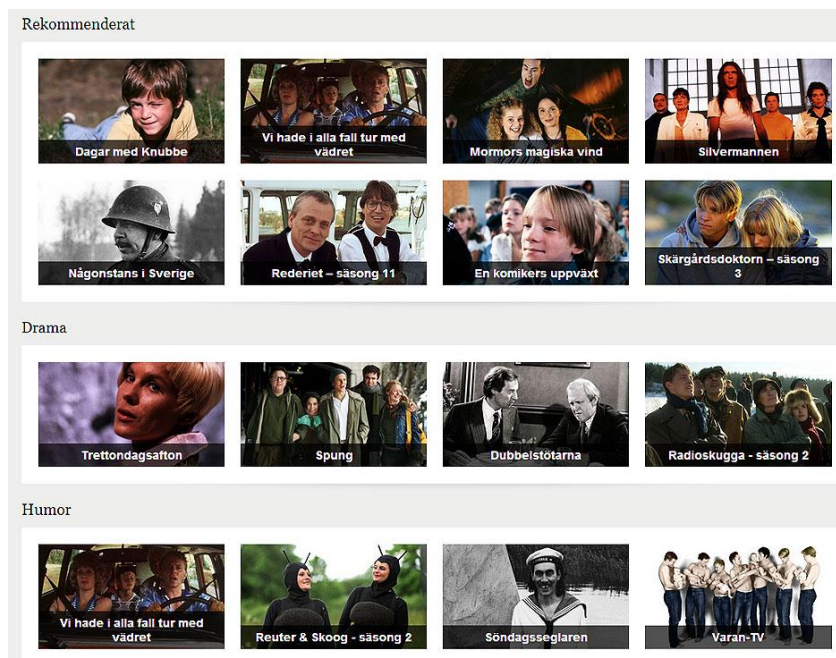 Rekommenderat
Dagar med Knubbe
Vi hade i alla fall tur med
vädret
Mormors magiska vind
Silvermannen
Någonstans i Sverige
Rederiet – säsong 11
En komikers uppväxt
Skärgårdsdoktorn – säsong
3
Drama
Trettondagsafton
Spung
Dubbelstötarna
Radioskugga - säsong 2
Humor
Vi hade i alla fall tur med
vädret
Reuter & Skoog - säsong 2
Söndagsseglaren
Varan-TV